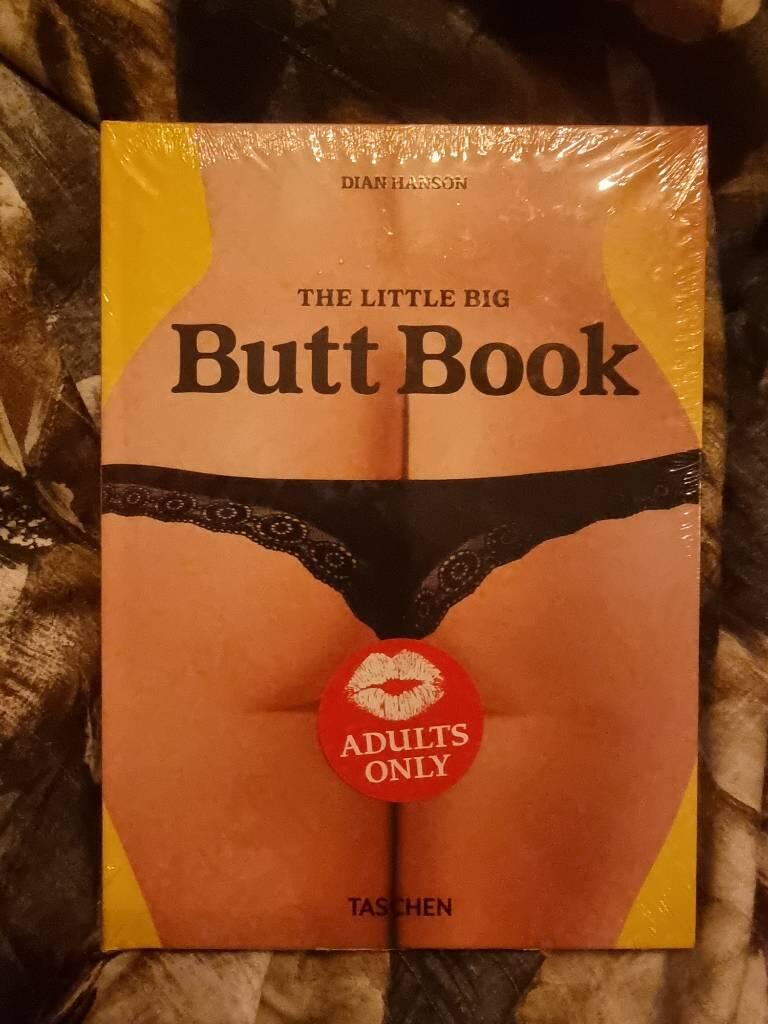 DIAN HANSON
THE LITTLE BIG
Butt Book
ADULTS
ONLY
TASCHEN